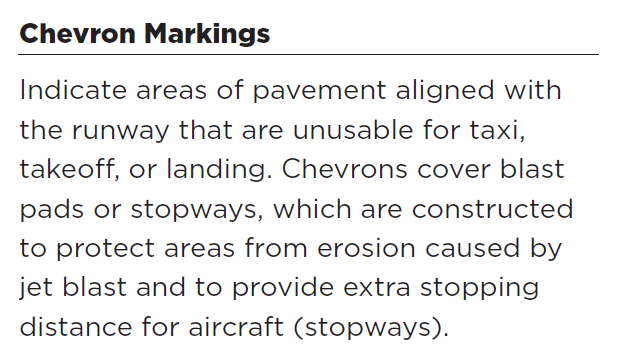 Chevron Markings
Indicate areas of pavement aligned with
the runway that are unusable for taxi,
takeoff, or landing. Chevrons cover blast
pads or stopways, which are constructed
to protect areas from erosion caused by
jet blast and to provide extra stopping
distance for aircraft (stopways).